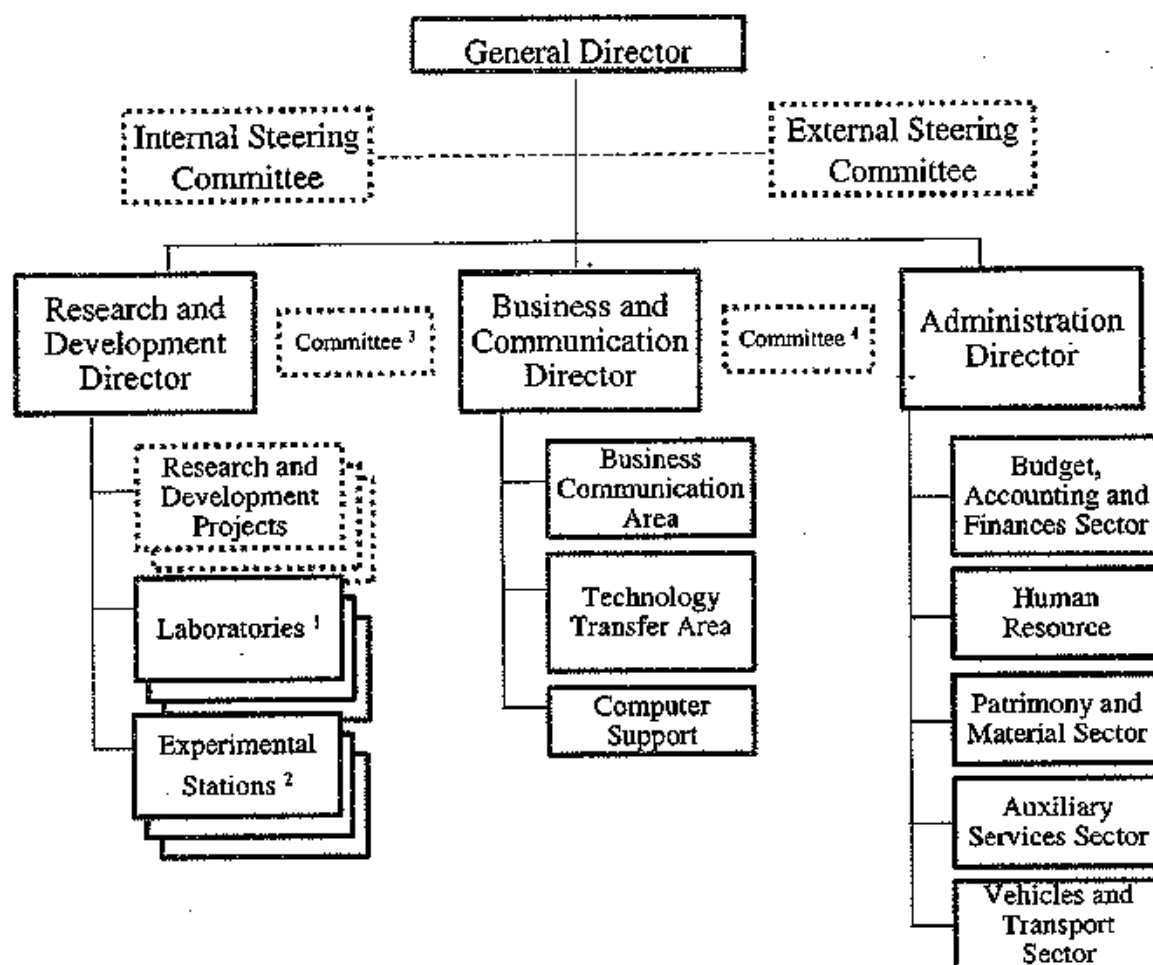 General Director
Internal Steering
Committee
External Steering
Committee
Research and
Development
Director
Committee ³
Business and
Communication
Director
Committee ⁴
Administration
Director
Research and
Development
Projects
Laboratories ¹
Experimental
Stations ²
Business
Communication
Area
Technology
Transfer Area
Computer
Support
Budget,
Accounting and
Finances Sector
Human
Resource
Patrimony and
Material Sector
Auxiliary
Services Sector
Vehicles and
Transport
Sector